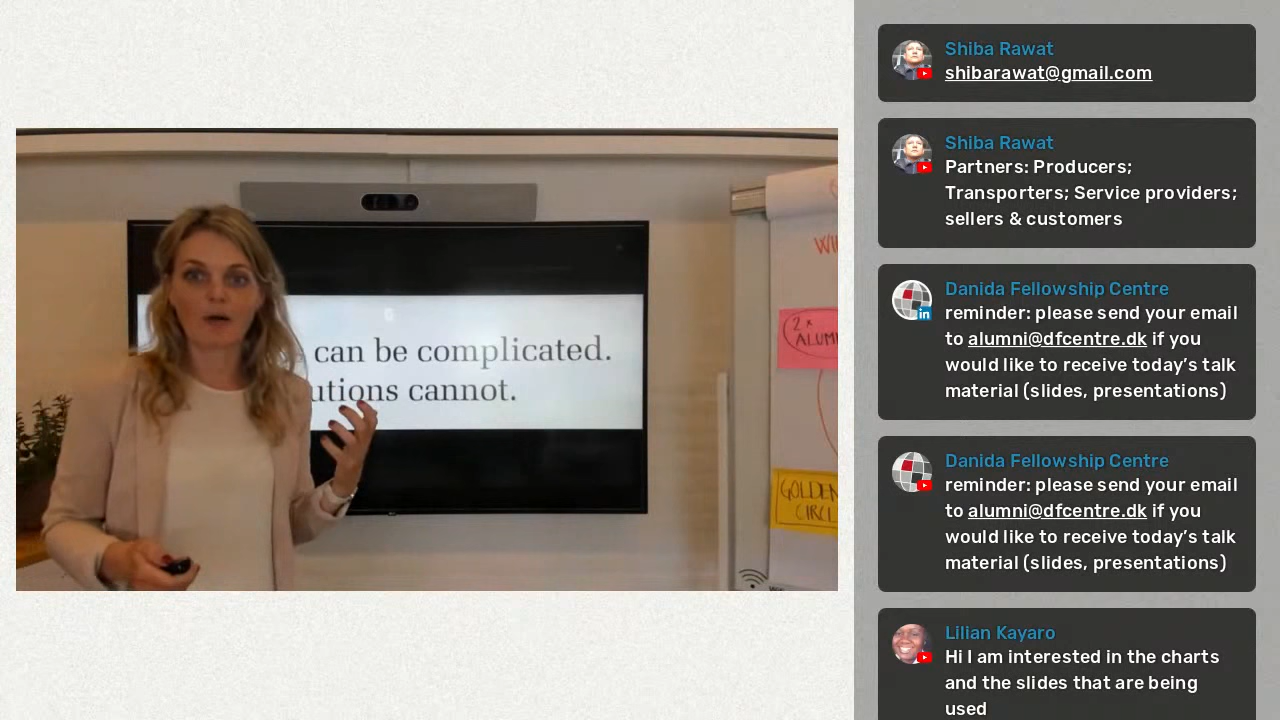 can be complicated.
utions cannot.
2 x
GOLDEN
Shiba Rawat
shibarawat@gmail.com
Shiba Rawat
Partners: Producers;
Transporters; Service providers;
sellers & customers
Danida Fellowship Centre
reminder: please send your email
to alumni@dfcentre.dk if you
would like to receive today’s talk
material (slides, presentations)
Danida Fellowship Centre
reminder: please send your email
to alumni@dfcentre.dk if you
would like to receive today’s talk
material (slides, presentations)
Lilian Kayaro
Hi I am interested in the charts
and the slides that are being
used